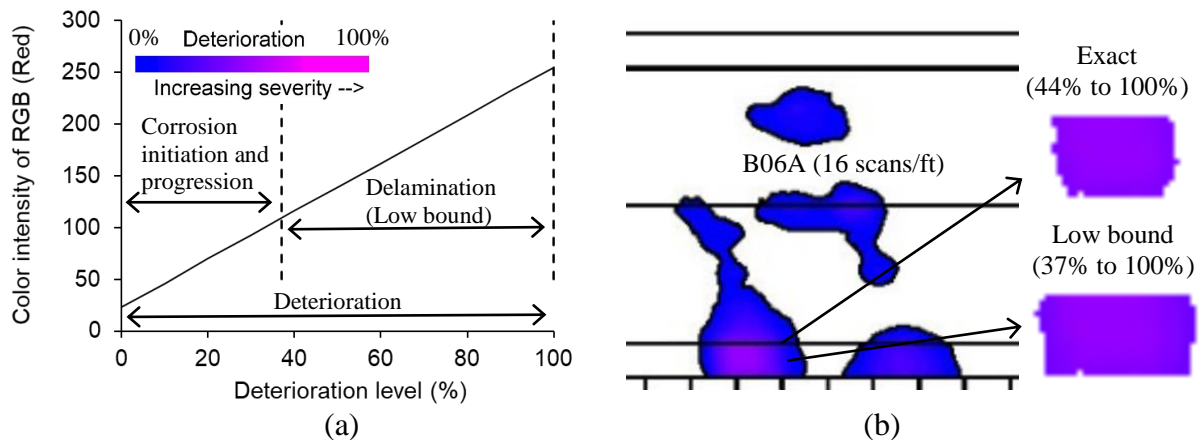 300
250
200
150
100
50
0
Color intensity of RGB (Red)
0% Deterioration 100%
Increasing severity -->
Corrosion
initiation and
progression
Delamination
(Low bound)
Deterioration
0 20 40 60 80 100
Deterioration level (%)
(a)
B06A (16 scans/ft)
Exact
(44% to 100%)
Low bound
(37% to 100%)
(b)